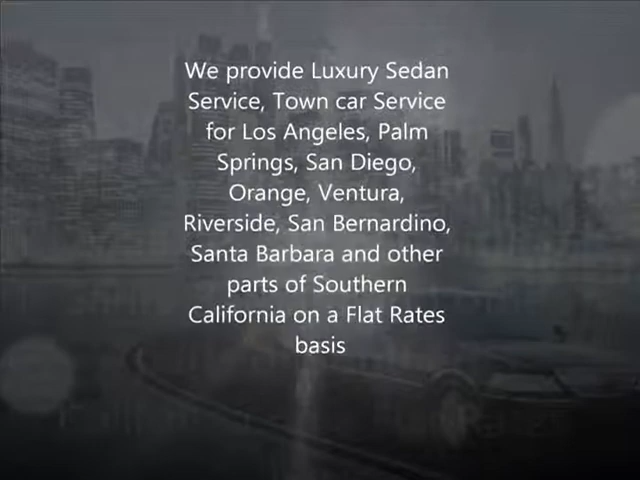 We provide Luxury Sedan
Service, Town car Service
for Los Angeles, Palm
Springs, San Diego,
Orange, Ventura,
Riverside, San Bernardino,
Santa Barbara and other
parts of Southern
California on a Flat Rates
basis